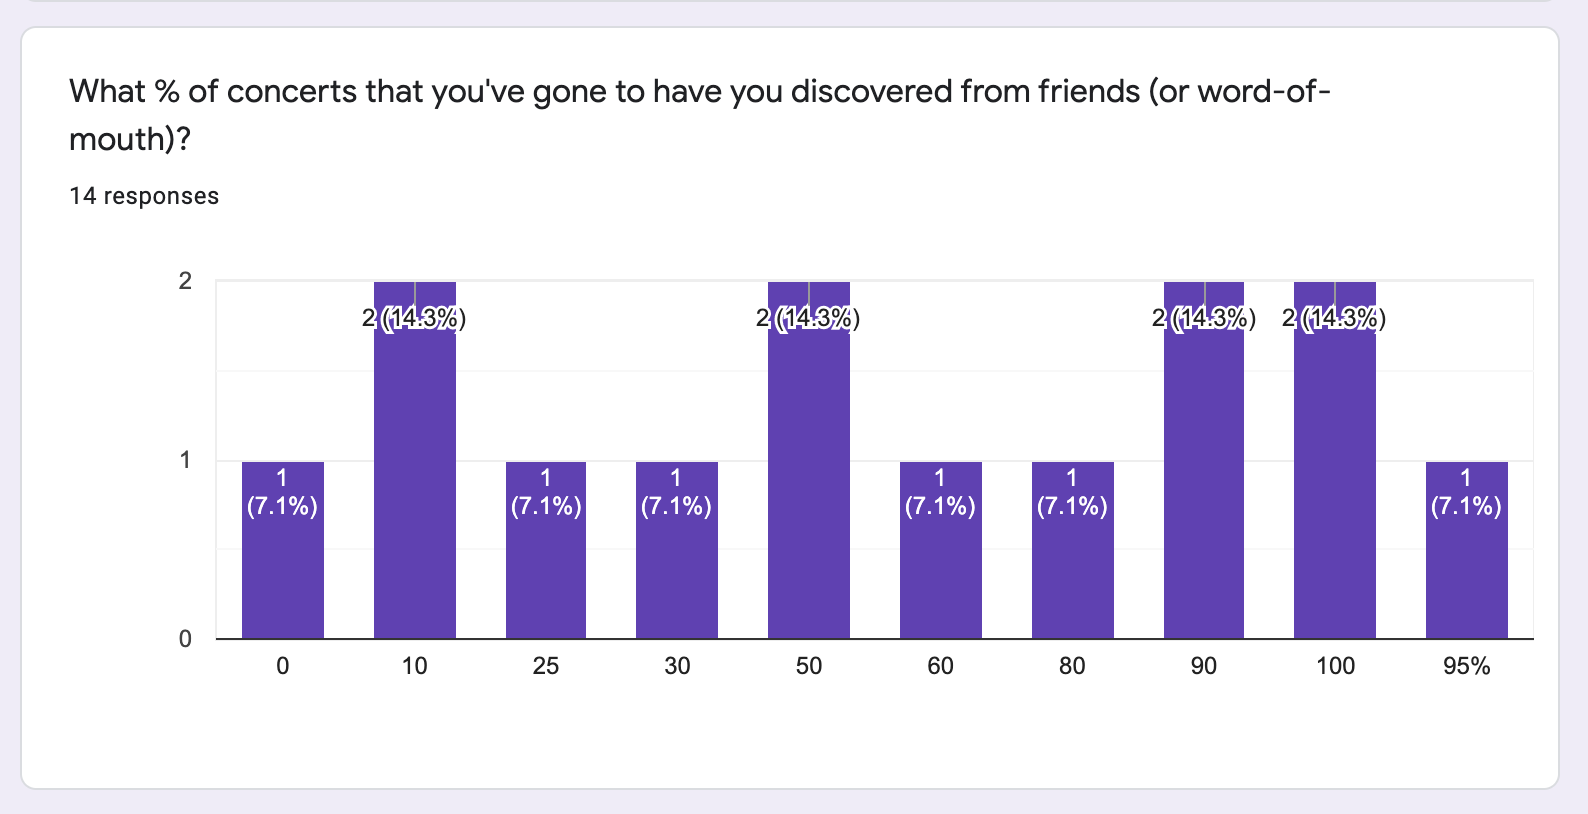 What % of concerts that you've gone to have you discovered from friends (or word-of-
mouth)?
14 responses
2
2 (14.3%) 2 (14.3%) 2 (14.3%) 2 (14.3%)
1
1 1 1 1 1 1
(7.1%) (7.1%) (7.1%) (7.1%) (7.1%) (7.1%)
0
0 10 25 30 50 60 80 90 100 95%